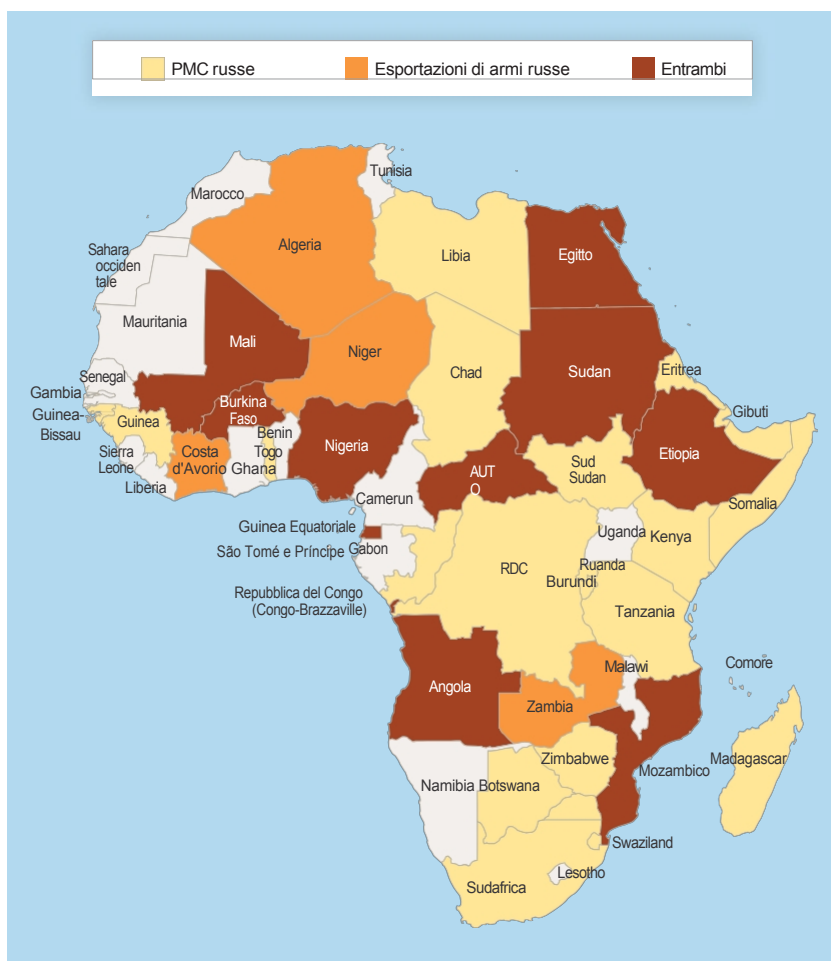 PMC russe
Esportazioni di armi russe
Entrambi
Tunisia
Marocco
Algeria
Libia
Egitto
Sahara
occiden
tale
Mauritania
Mali
Niger
Chad
Sudan
Eritrea
Senegal
Gambia
Guinea-
Bissau
Guinea
Burkina
Faso
Benin
Nigeria
Gibuti
Sierra
Leone
Costa
d'Avorio
Togo
Ghana
Liberia
Camerun
AUT
O
Sud
Sudan
Etiopia
Somalia
Guinea Equatoriale
São Tomé e Príncipe
Gabon
Uganda
Kenya
Ruanda
RDC
Burundi
Repubblica del Congo
(Congo-Brazzaville)
Tanzania
Comore
Malawi
Angola
Zambia
Zimbabwe
Mozambico
Madagascar
Namibia
Botswana
Swaziland
Lesotho
Sudafrica